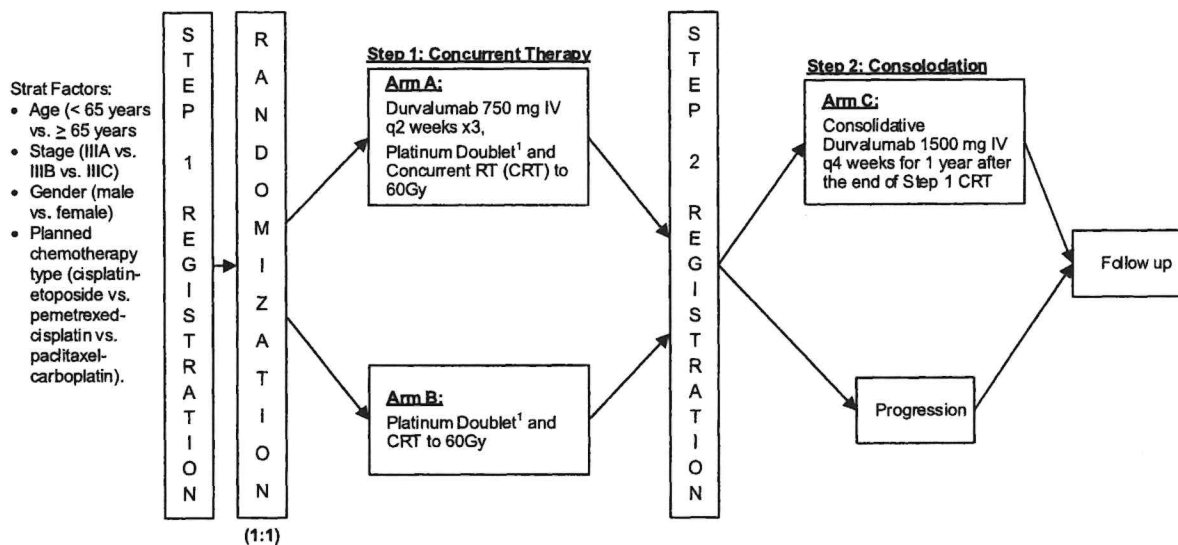 Strat Factors:
• Age (< 65 years
vs. ≥ 65 years
• Stage (IIIA vs.
IIIB vs. IIIC)
• Gender (male
vs. female)
• Planned
chemotherapy
type (cisplatin-
etoposide vs.
pemetrexed-
cisplatin vs.
paclitaxel-
carboplatin).
STEP 1 REGISTRATION
RANDOMIZATION
(1:1)
Step 1: Concurrent Therapy
Arm A:
Durvalumab 750 mg IV
q2 weeks x3,
Platinum Doublet¹ and
Concurrent RT (CRT) to
60Gy
Arm B:
Platinum Doublet¹ and
CRT to 60Gy
STEP 2 REGISTRATION
Step 2: Consolodation
Arm C:
Consolidative
Durvalumab 1500 mg IV
q4 weeks for 1 year after
the end of Step 1 CRT
Progression
Follow up